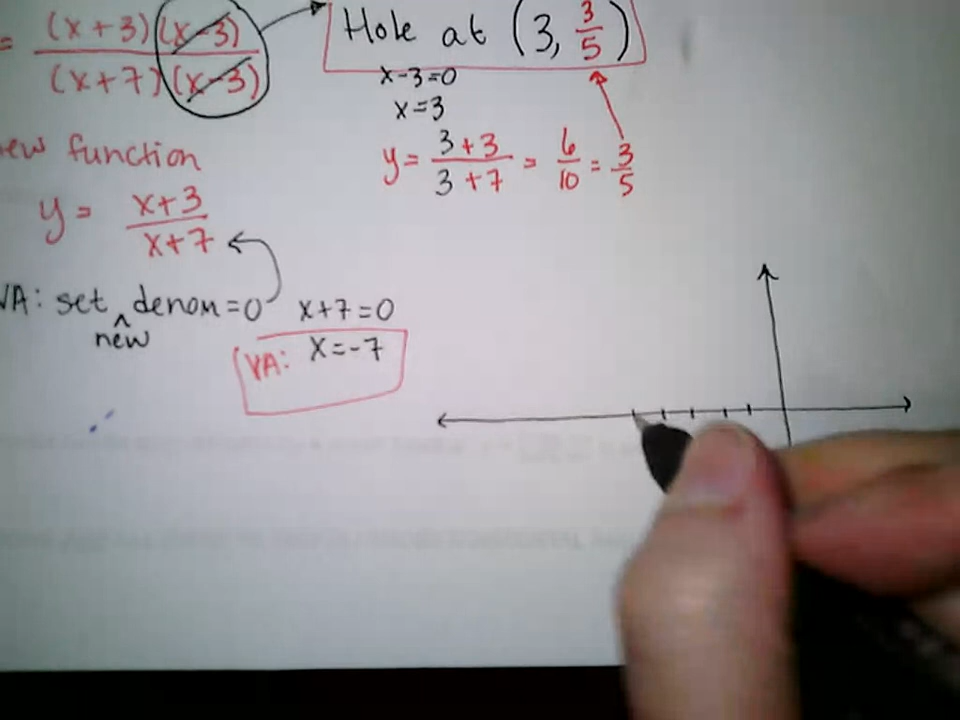 = (x+3)(x-3) / (x+7)(x-3)
Hole at (3, 3/5)
x-3=0
x=3
y= 3+3 / 3+7 = 6/10 = 3/5
ew function
y= x+3 / x+7
VA: set denom=0
new
x+7=0
VA: x=-7